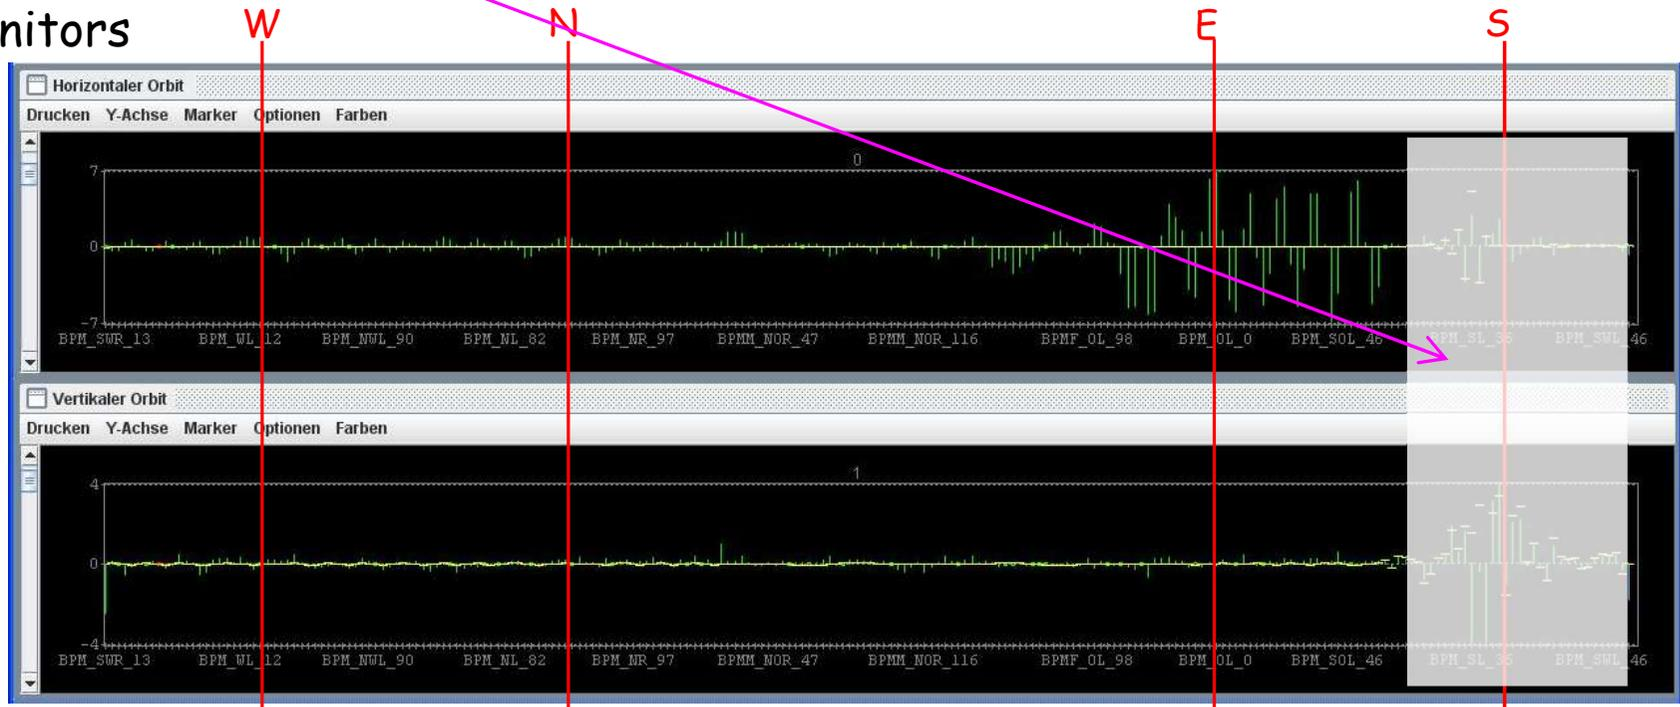 nitors
W N E S
Horizontaler Orbit
Drucken Y-Achse Marker Optionen Farben
0
7
0
-7
BPM_SWR_13 BPM_WL_12 BPM_NWL_90 BPM_NL_82 BPM_NR_97 BPMM_NOR_47 BPMM_NOR_116 BPMF_OL_98 BPM_OL_0 BPM_SOL_46 BPM_SL_36 BPM_SWL_46
Vertikaler Orbit
Drucken Y-Achse Marker Optionen Farben
1
4
0
-4
BPM_SWR_13 BPM_WL_12 BPM_NWL_90 BPM_NL_82 BPM_NR_97 BPMM_NOR_47 BPMM_NOR_116 BPMF_OL_98 BPM_OL_0 BPM_SOL_46 BPM_SL_36 BPM_SWL_46